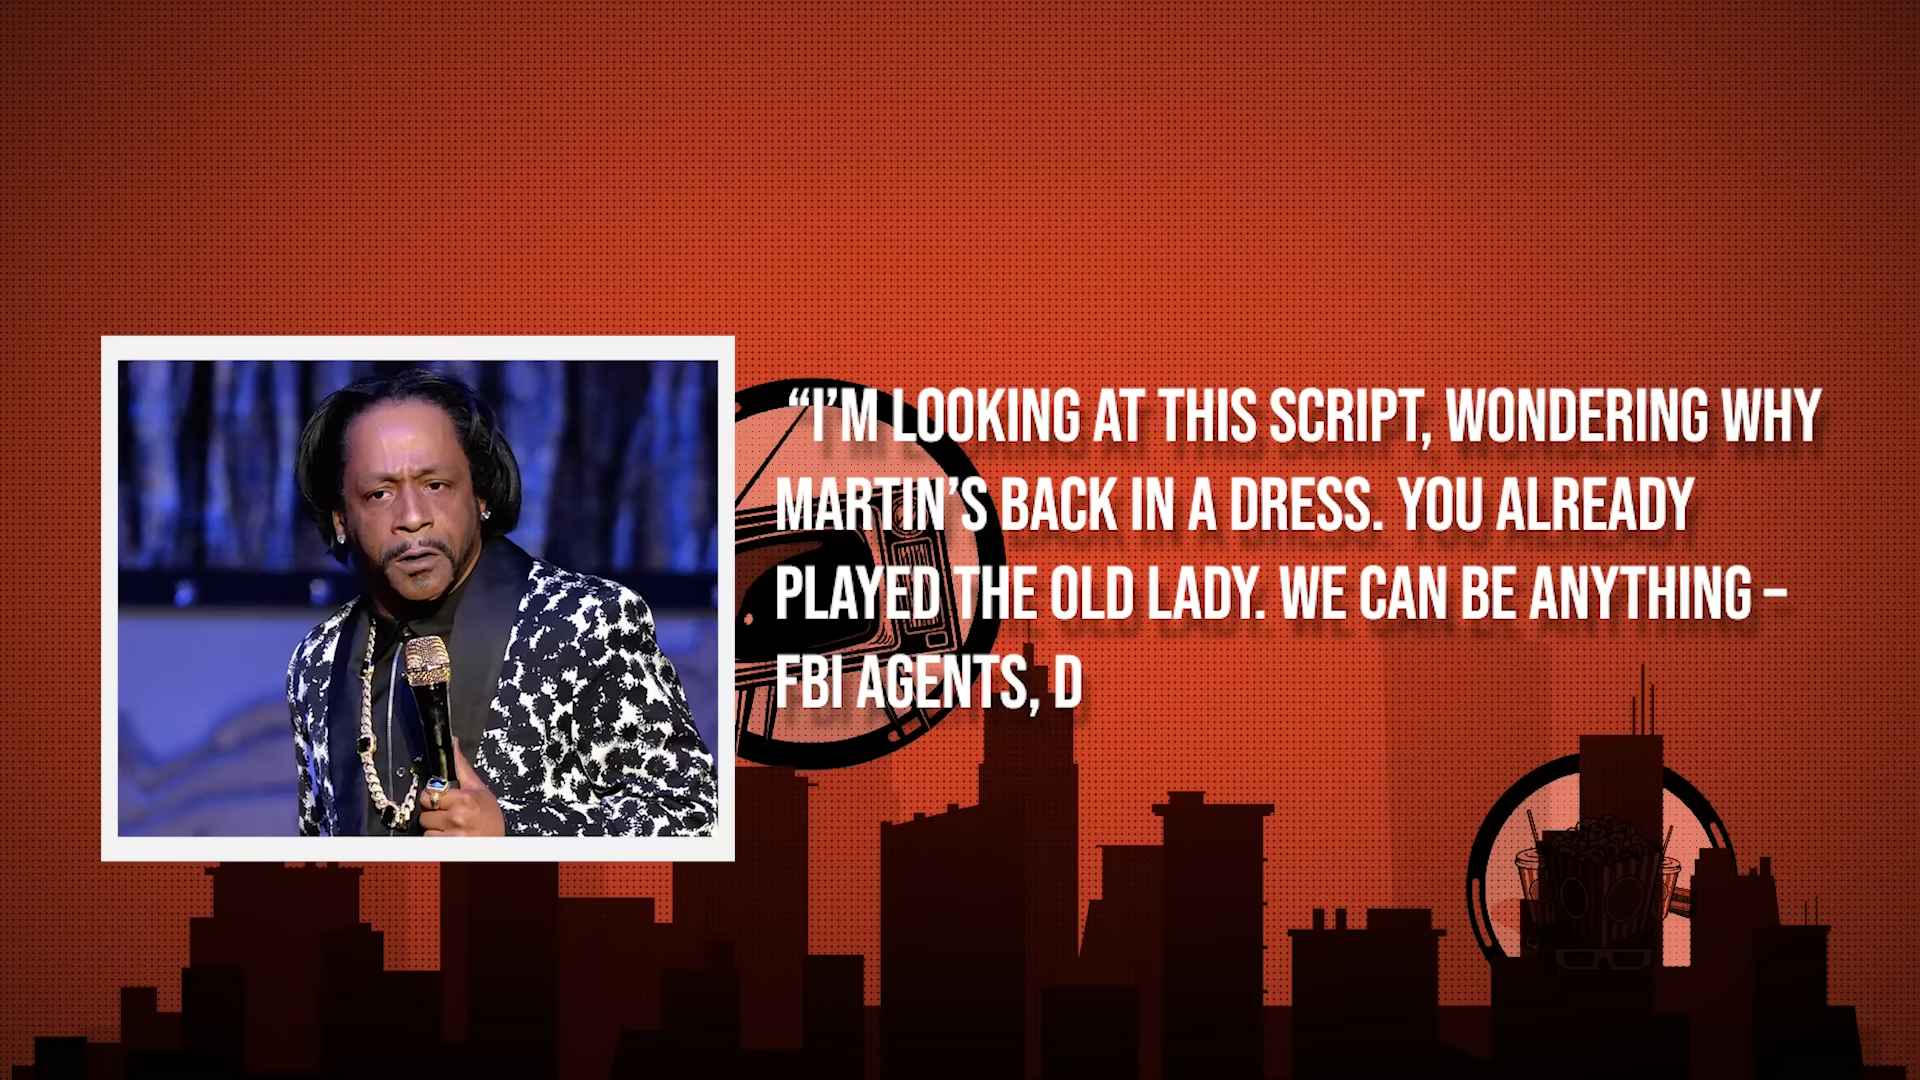 “I’M LOOKING AT THIS SCRIPT, WONDERING WHY
MARTIN’S BACK IN A DRESS. YOU ALREADY
PLAYED THE OLD LADY. WE CAN BE ANYTHING –
FBI AGENTS, D